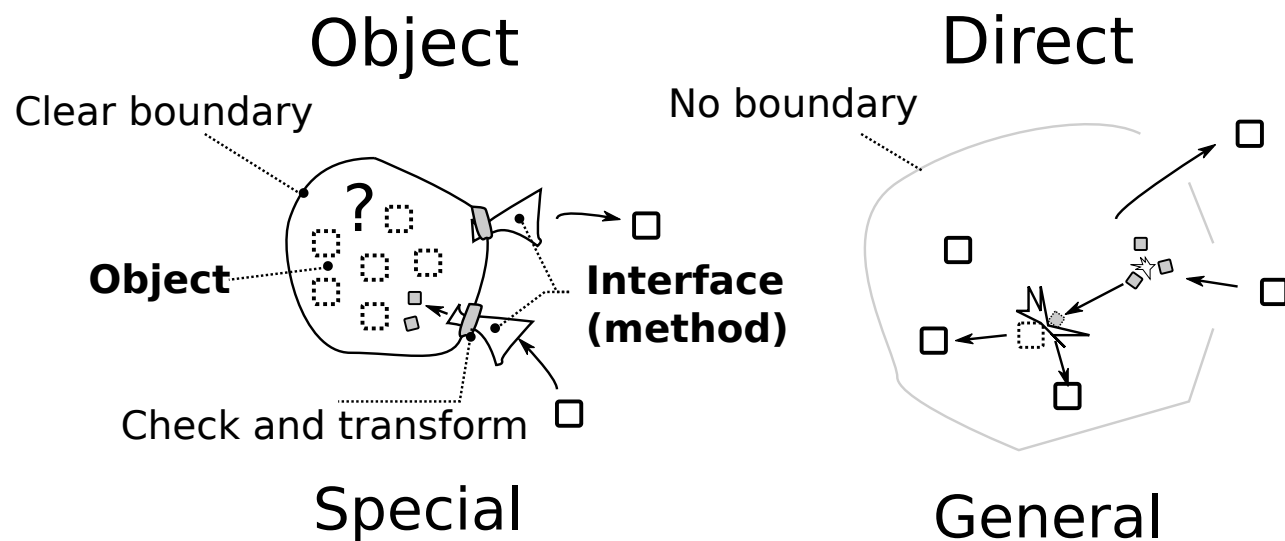 Object
Direct
Clear boundary
No boundary
?
Object
Interface
(method)
Check and transform
Special
General